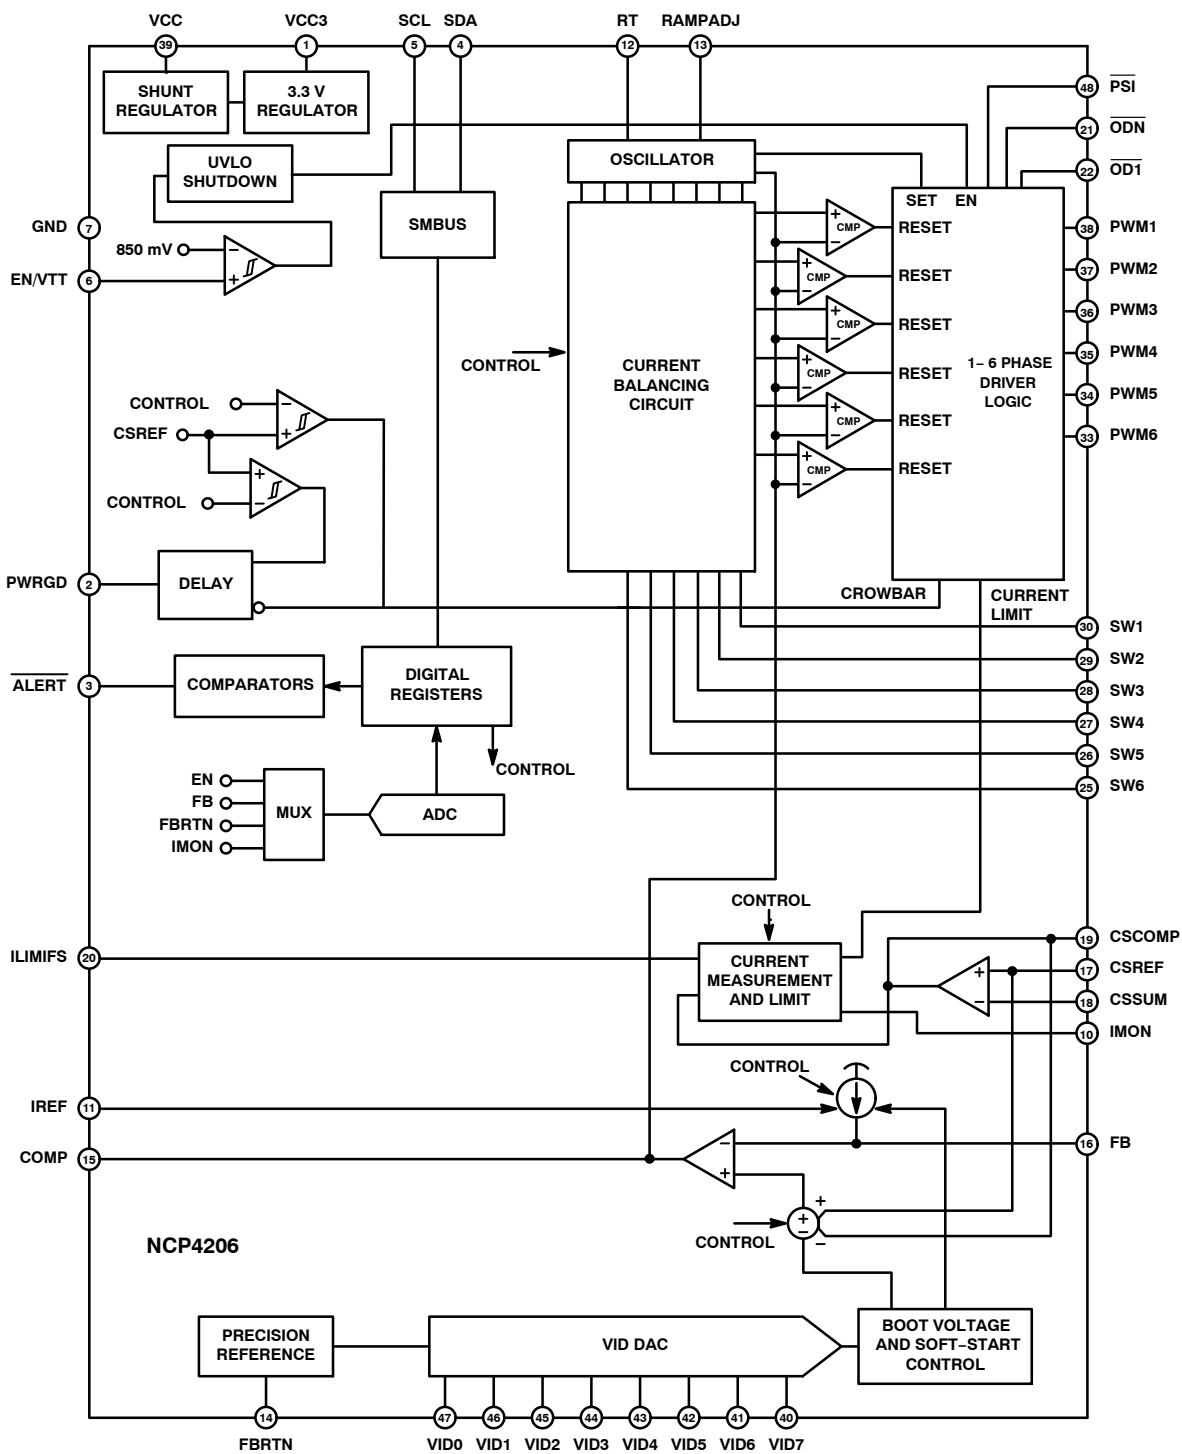 VCC VCC3 SCL SDA RT RAMPADJ
39 1 5 4 12 13
SHUNT
REGULATOR
3.3 V
REGULATOR
48 PSI
21 ODN
22 OD1
UVLO
SHUTDOWN
OSCILLATOR
SMBUS
SET EN
GND 7
850 mV − +
EN/VTT 6
+ − CMP RESET
+ − CMP RESET
+ − CMP RESET
+ − CMP RESET
+ − CMP RESET
+ − CMP RESET
38 PWM1
37 PWM2
36 PWM3
35 PWM4
34 PWM5
33 PWM6
CONTROL
CURRENT
BALANCING
CIRCUIT
1− 6 PHASE
DRIVER
LOGIC
CONTROL −
CSREF +
+
CONTROL −
PWRGD 2
DELAY
CROWBAR
CURRENT
LIMIT
30 SW1
29 SW2
28 SW3
27 SW4
26 SW5
25 SW6
ALERT 3
COMPARATORS
DIGITAL
REGISTERS
CONTROL
EN
FB
FBRTN
IMON
MUX
ADC
CONTROL
ILIMIFS 20
CURRENT
MEASUREMENT
AND LIMIT
+
−
19 CSCOMP
17 CSREF
18 CSSUM
10 IMON
CONTROL
IREF 11
COMP 15
−
+
16 FB
+
+
−
−
CONTROL
NCP4206
PRECISION
REFERENCE
VID DAC
BOOT VOLTAGE
AND SOFT−START
CONTROL
14 47 46 45 44 43 42 41 40
FBRTN VID0 VID1 VID2 VID3 VID4 VID5 VID6 VID7